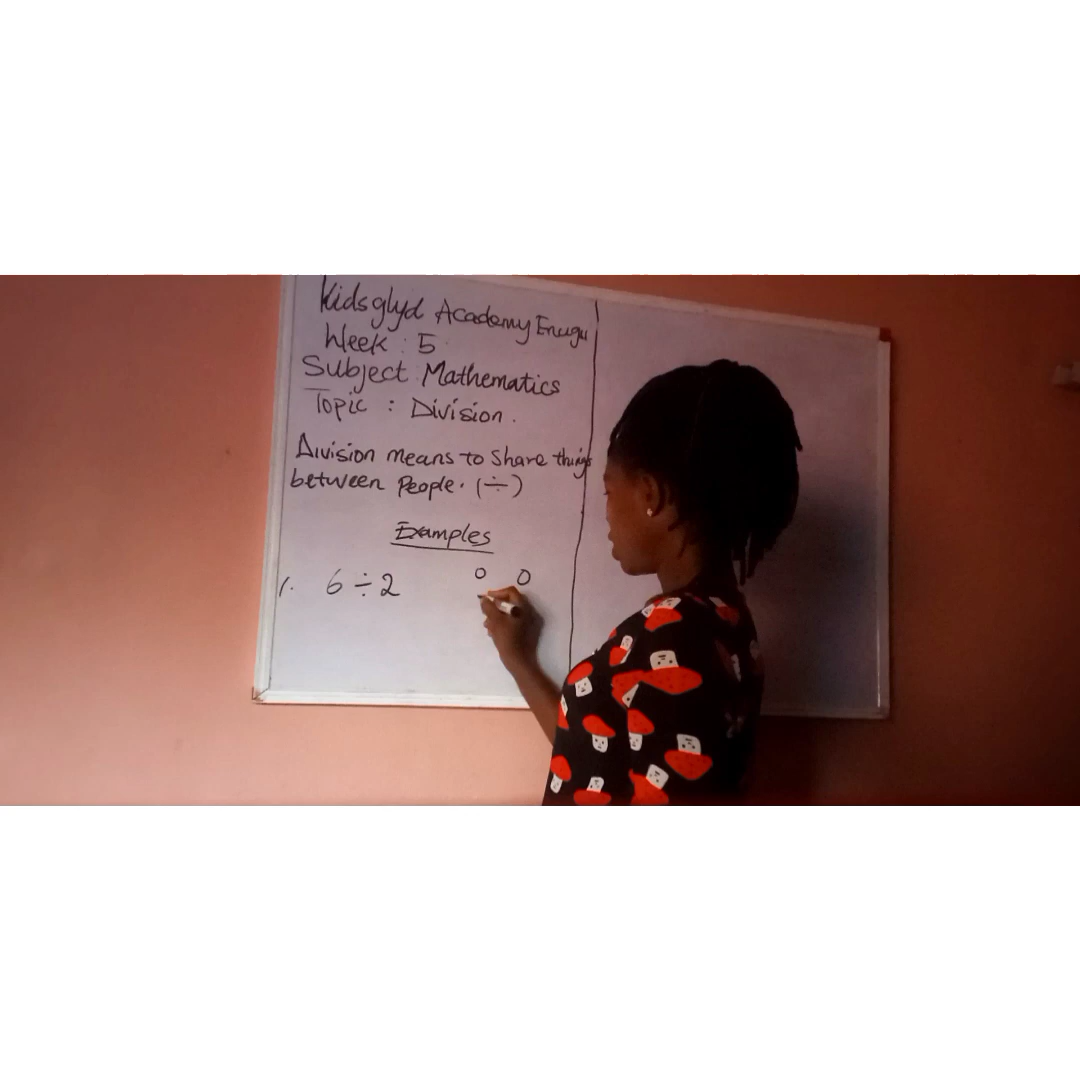 Kidsglyd Academy Enugu
Week : 5
Subject : Mathematics
Topic : Division.
Division means to share things
between People. (÷)
Examples
1. 6 ÷ 2 O O